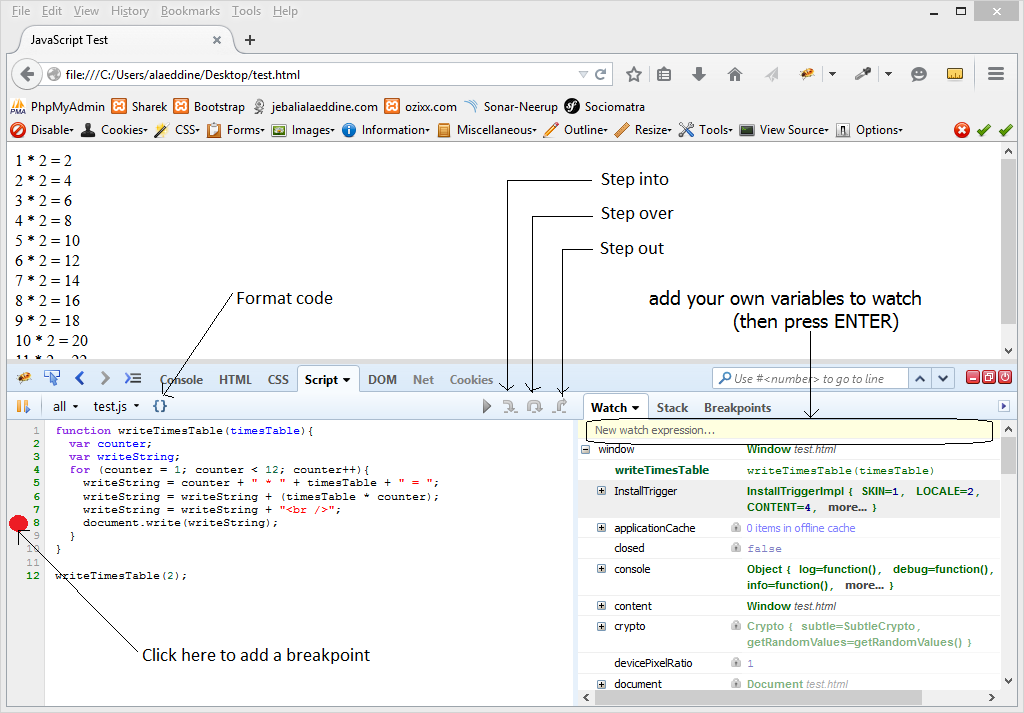 File Edit View History Bookmarks Tools Help
JavaScript Test
file:///C:/Users/alaeddine/Desktop/test.html
PMA PhpMyAdmin Sharek Bootstrap jebalialaeddine.com ozixx.com Sonar-Neerup Sociomatra
Disable Cookies CSS Forms Images Information Miscellaneous Outline Resize Tools View Source Options
1 * 2 = 2
2 * 2 = 4
3 * 2 = 6
4 * 2 = 8
5 * 2 = 10
6 * 2 = 12
7 * 2 = 14
8 * 2 = 16
9 * 2 = 18
10 * 2 = 20
11 * 2 = 22
Step into
Step over
Step out
Format code
add your own variables to watch
(then press ENTER)
Console HTML CSS Script DOM Net Cookies
Use #<number> to go to line
all test.js {}
Watch Stack Breakpoints
1 function writeTimesTable(timesTable){
2 var counter;
3 var writeString;
4 for (counter = 1; counter < 12; counter++){
5 writeString = counter + " * " + timesTable + " = ";
6 writeString = writeString + (timesTable * counter);
7 writeString = writeString + "<br />";
8 document.write(writeString);
9 }
10 }
11
12 writeTimesTable(2);
Click here to add a breakpoint
New watch expression...
window Window test.html
writeTimesTable writeTimesTable(timesTable)
InstallTrigger InstallTriggerImpl { SKIN=1, LOCALE=2,
CONTENT=4, more... }
applicationCache 0 items in offline cache
closed false
console Object { log=function(), debug=function(),
info=function(), more... }
content Window test.html
crypto Crypto { subtle=SubtleCrypto,
getRandomValues=getRandomValues() }
devicePixelRatio 1
document Document test.html